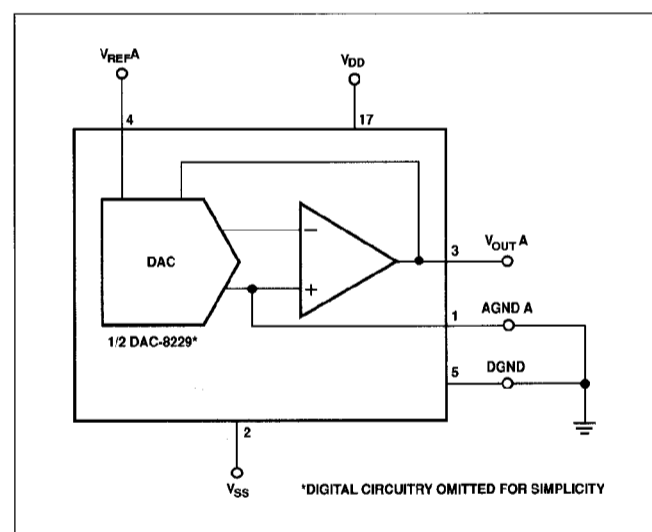 VREFA
VDD
4
17
DAC
−
+
3
VOUT A
1
AGND A
1/2 DAC-8229*
5
DGND
2
VSS
*DIGITAL CIRCUITRY OMITTED FOR SIMPLICITY